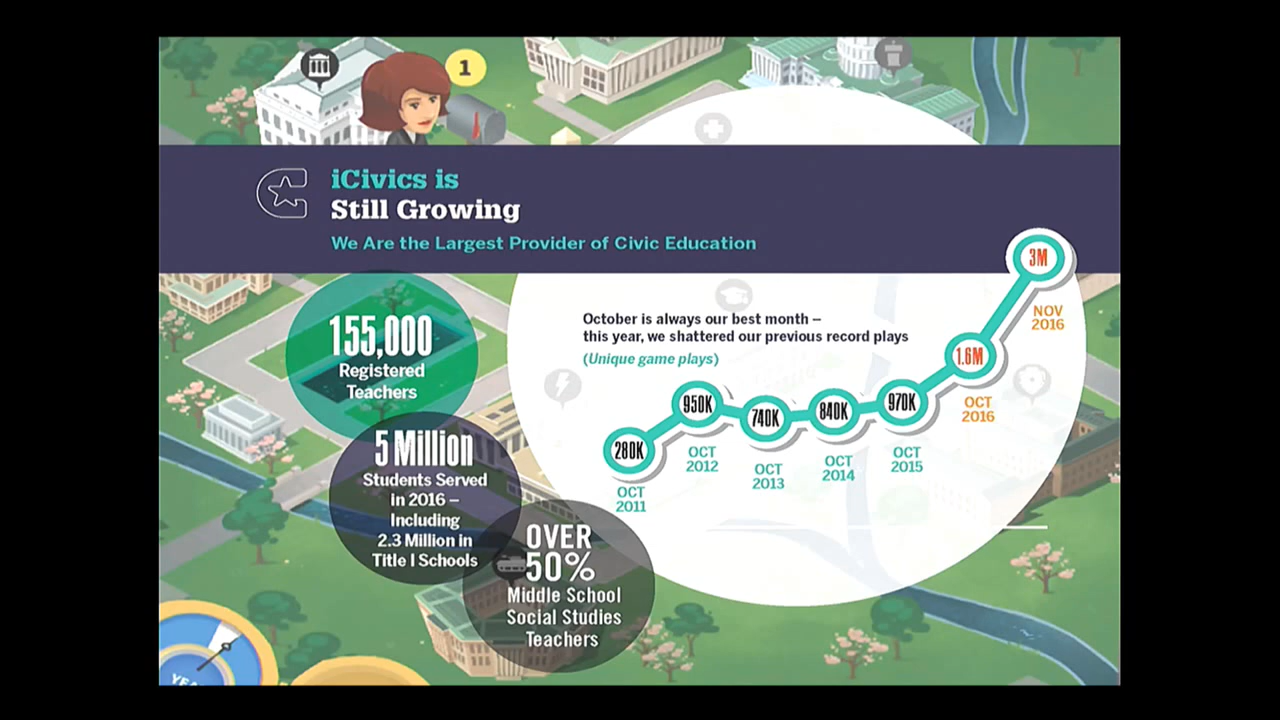 1
iCivics is
Still Growing
We Are the Largest Provider of Civic Education
155,000
Registered
Teachers
5 Million
Students Served
in 2016 –
Including
2.3 Million in
Title I Schools
OVER
50%
Middle School
Social Studies
Teachers
October is always our best month –
this year, we shattered our previous record plays
(Unique game plays)
280K
OCT
2011
950K
OCT
2012
740K
OCT
2013
840K
OCT
2014
970K
OCT
2015
1.6M
OCT
2016
3M
NOV
2016